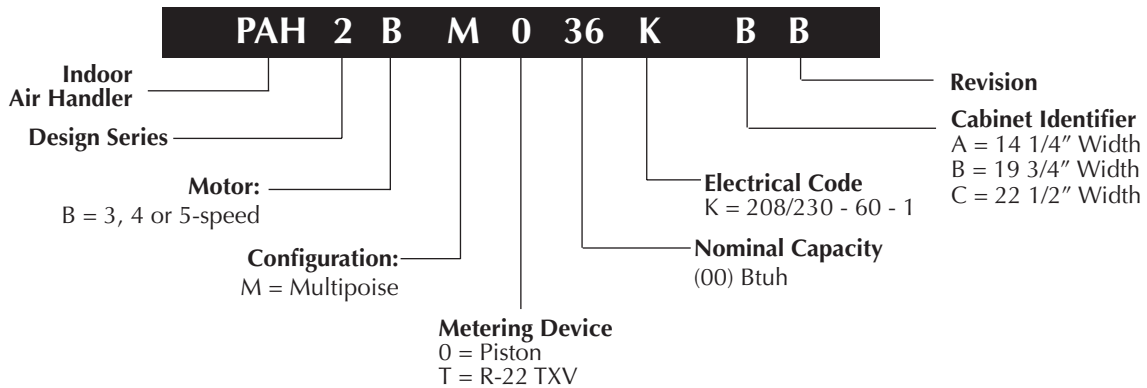 PAH 2 B M 0 36 K B B
Indoor
Air Handler
Design Series
Motor:
B = 3, 4 or 5-speed
Configuration:
M = Multipoise
Metering Device
0 = Piston
T = R-22 TXV
Nominal Capacity
(00) Btuh
Electrical Code
K = 208/230 - 60 - 1
Revision
Cabinet Identifier
A = 14 1/4″ Width
B = 19 3/4″ Width
C = 22 1/2″ Width